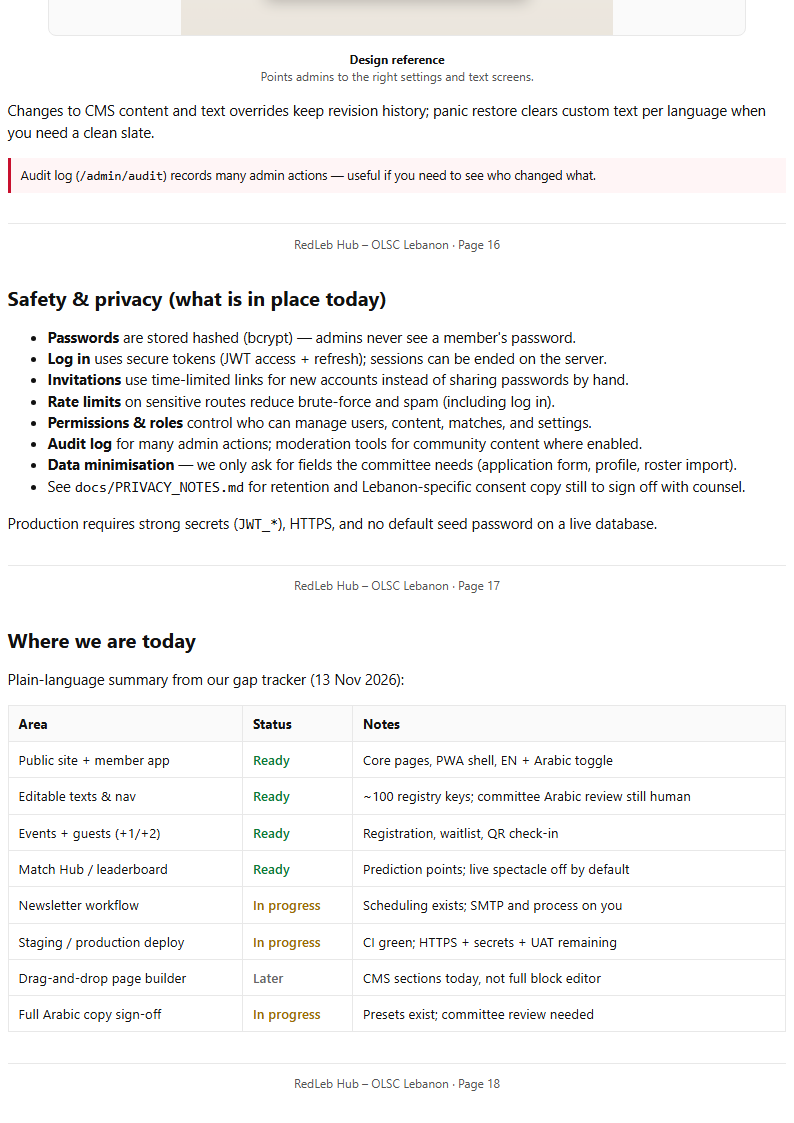 Design reference
Points admins to the right settings and text screens.
Changes to CMS content and text overrides keep revision history; panic restore clears custom text per language when
you need a clean slate.
Audit log (/admin/audit) records many admin actions — useful if you need to see who changed what.
RedLeb Hub – OLSC Lebanon · Page 16
Safety & privacy (what is in place today)
• Passwords are stored hashed (bcrypt) — admins never see a member's password.
• Log in uses secure tokens (JWT access + refresh); sessions can be ended on the server.
• Invitations use time-limited links for new accounts instead of sharing passwords by hand.
• Rate limits on sensitive routes reduce brute-force and spam (including log in).
• Permissions & roles control who can manage users, content, matches, and settings.
• Audit log for many admin actions; moderation tools for community content where enabled.
• Data minimisation — we only ask for fields the committee needs (application form, profile, roster import).
• See docs/PRIVACY_NOTES.md for retention and Lebanon-specific consent copy still to sign off with counsel.
Production requires strong secrets (JWT_*), HTTPS, and no default seed password on a live database.
RedLeb Hub – OLSC Lebanon · Page 17
Where we are today
Plain-language summary from our gap tracker (13 Nov 2026):
Area Status Notes
Public site + member app Ready Core pages, PWA shell, EN + Arabic toggle
Editable texts & nav Ready ~100 registry keys; committee Arabic review still human
Events + guests (+1/+2) Ready Registration, waitlist, QR check-in
Match Hub / leaderboard Ready Prediction points; live spectacle off by default
Newsletter workflow In progress Scheduling exists; SMTP and process on you
Staging / production deploy In progress CI green; HTTPS + secrets + UAT remaining
Drag-and-drop page builder Later CMS sections today, not full block editor
Full Arabic copy sign-off In progress Presets exist; committee review needed
RedLeb Hub – OLSC Lebanon · Page 18